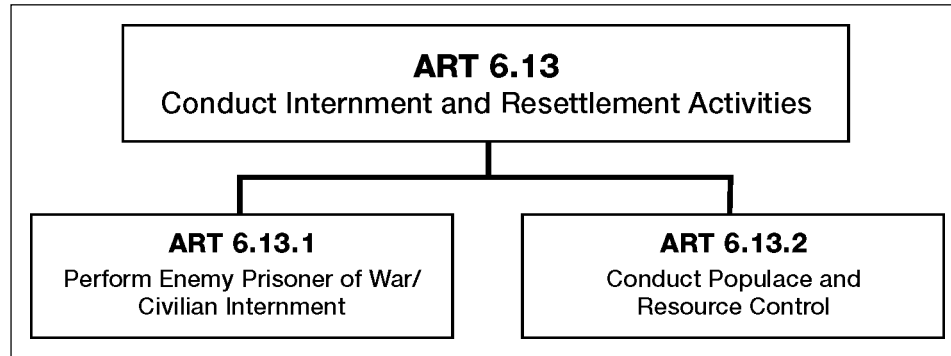 ART 6.13
Conduct Internment and Resettlement Activities
ART 6.13.1
Perform Enemy Prisoner of War/
Civilian Internment
ART 6.13.2
Conduct Populace and
Resource Control